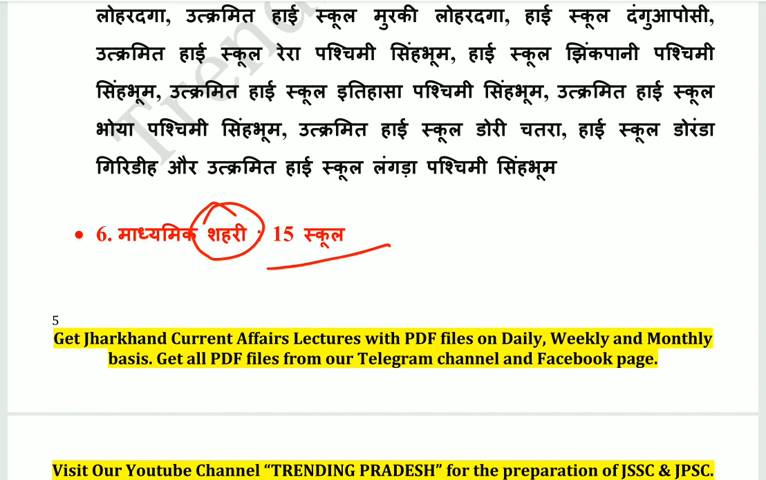 लोहरदगा, उत्क्रमित हाई स्कूल मुरकी लोहरदगा, हाई स्कूल दंगुआपोसी,
उत्क्रमित हाई स्कूल रेरा पश्चिमी सिंहभूम, हाई स्कूल झिंकपानी पश्चिमी
सिंहभूम, उत्क्रमित हाई स्कूल इतिहासा पश्चिमी सिंहभूम, उत्क्रमित हाई स्कूल
भोया पश्चिमी सिंहभूम, उत्क्रमित हाई स्कूल डोरी चतरा, हाई स्कूल डोरंडा
गिरिडीह और उत्क्रमित हाई स्कूल लंगड़ा पश्चिमी सिंहभूम
• 6. माध्यमिक शहरी : 15 स्कूल
5
Get Jharkhand Current Affairs Lectures with PDF files on Daily, Weekly and Monthly
basis. Get all PDF files from our Telegram channel and Facebook page.
Visit Our Youtube Channel “TRENDING PRADESH” for the preparation of JSSC & JPSC.